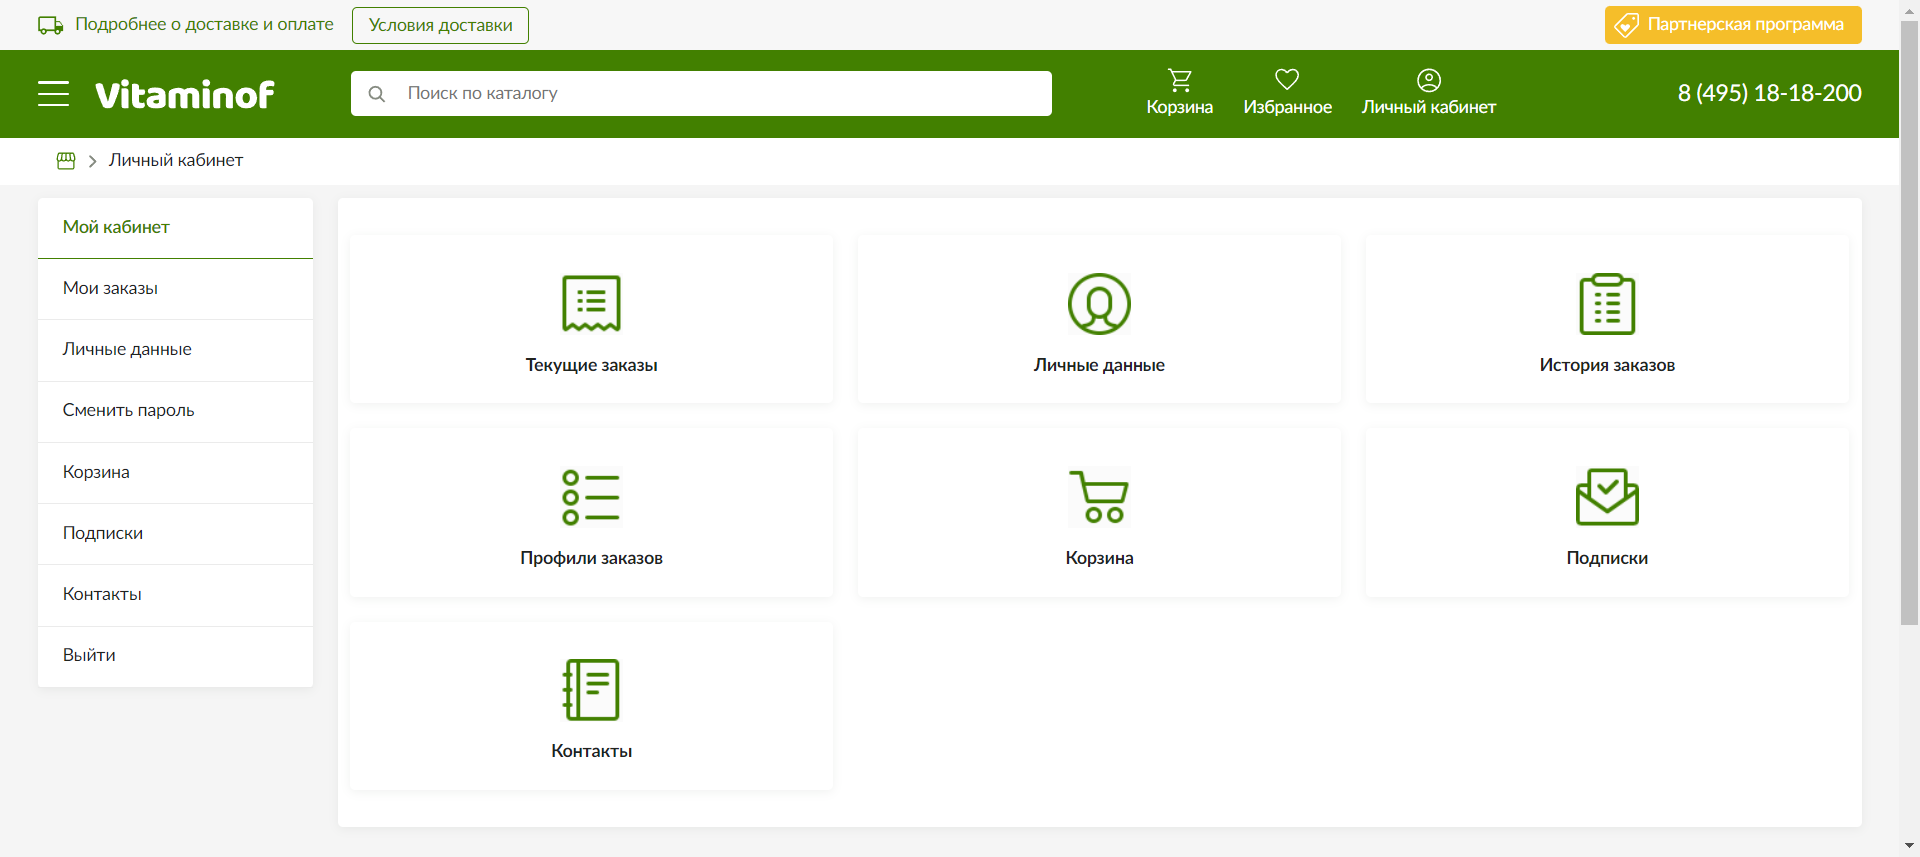 Подробнее о доставке и оплате
Условия доставки
Партнерская программа
Vitaminof
Поиск по каталогу
Корзина
Избранное
Личный кабинет
8 (495) 18-18-200
Личный кабинет
Мой кабинет
Мои заказы
Личные данные
Сменить пароль
Корзина
Подписки
Контакты
Выйти
Текущие заказы
Личные данные
История заказов
Профили заказов
Корзина
Подписки
Контакты